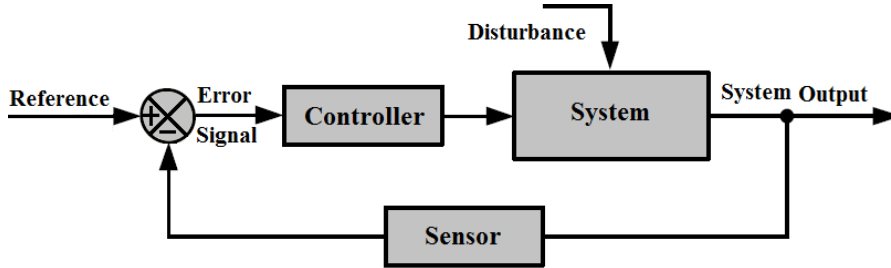 Disturbance
Reference
+
−
Error
Signal
Controller
System
System Output
Sensor